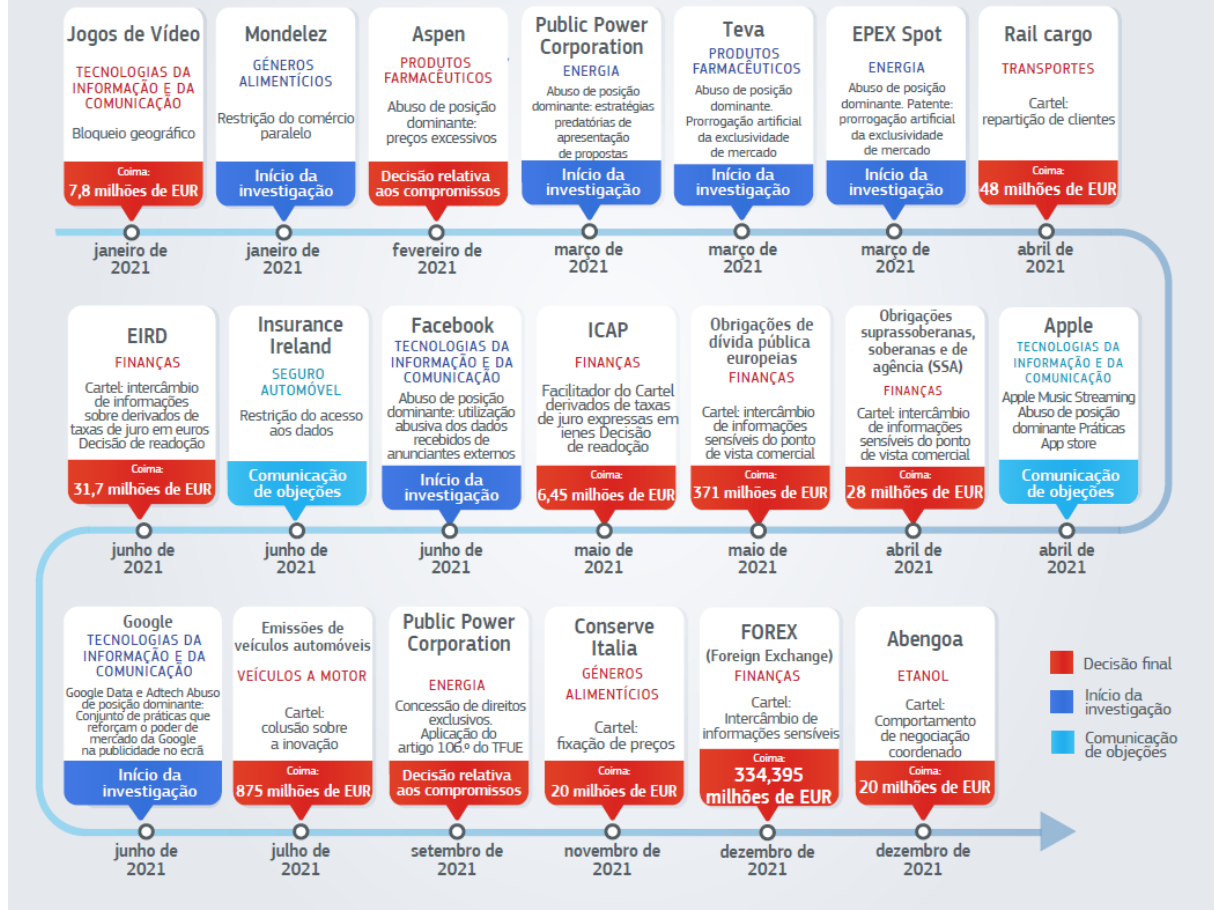 Jogos de Vídeo
TECNOLOGIAS DA
INFORMAÇÃO E DA
COMUNICAÇÃO
Bloqueio geográfico
Coima:
7,8 milhões de EUR
janeiro de
2021
Mondelez
GÉNEROS
ALIMENTÍCIOS
Restrição do comércio
paralelo
Início da
investigação
janeiro de
2021
Aspen
PRODUTOS
FARMACÊUTICOS
Abuso de posição
dominante:
preços excessivos
Decisão relativa
aos compromissos
fevereiro de
2021
Public Power
Corporation
ENERGIA
Abuso de posição
dominante: estratégias
predatórias de
apresentação
de propostas
Início da
investigação
março de
2021
Teva
PRODUTOS
FARMACÊUTICOS
Abuso de posição
dominante.
Prorrogação artificial
da exclusividade
de mercado
Início da
investigação
março de
2021
EPEX Spot
ENERGIA
Abuso de posição
dominante. Patente:
prorrogação artificial
da exclusividade
de mercado
Início da
investigação
março de
2021
Rail cargo
TRANSPORTES
Cartel:
repartição de clientes
Coima:
48 milhões de EUR
abril de
2021
EIRD
FINANÇAS
Cartel: intercâmbio
de informações
sobre derivados de
taxas de juro em euros
Decisão de readoção
Coima:
31,7 milhões de EUR
junho de
2021
Insurance
Ireland
SEGURO
AUTOMÓVEL
Restrição do acesso
aos dados
Comunicação
de objeções
junho de
2021
Facebook
TECNOLOGIAS DA
INFORMAÇÃO E DA
COMUNICAÇÃO
Abuso de posição
dominante: utilização
abusiva dos dados
recebidos de
anunciantes externos
Início da
investigação
junho de
2021
ICAP
FINANÇAS
Facilitador do Cartel
derivados de taxas
de juro expressas em
ienes Decisão
de readoção
Coima:
6,45 milhões de EUR
maio de
2021
Obrigações de
dívida pública
europeias
FINANÇAS
Cartel: intercâmbio
de informações
sensíveis do ponto
de vista comercial
Coima:
371 milhões de EUR
maio de
2021
Obrigações
suprassoberanas,
soberanas e de
agência (SSA)
FINANÇAS
Cartel: intercâmbio
de informações
sensíveis do ponto
de vista comercial
Coima:
28 milhões de EUR
abril de
2021
Apple
TECNOLOGIAS DA
INFORMAÇÃO E DA
COMUNICAÇÃO
Apple Music Streaming
Abuso de posição
dominante Práticas
App store
Comunicação
de objeções
abril de
2021
Google
TECNOLOGIAS DA
INFORMAÇÃO E DA
COMUNICAÇÃO
Google Data e Adtech Abuso
de posição dominante:
Conjunto de práticas que
reforçam o poder de
mercado da Google
na publicidade no ecrã
Início da
investigação
junho de
2021
Emissões de
veículos automóveis
VEÍCULOS A MOTOR
Cartel:
colusão sobre
a inovação
Coima:
875 milhões de EUR
julho de
2021
Public Power
Corporation
ENERGIA
Concessão de direitos
exclusivos.
Aplicação do
artigo 106.º do TFUE
Decisão relativa
aos compromissos
setembro de
2021
Conserve
Italia
GÉNEROS
ALIMENTÍCIOS
Cartel:
fixação de preços
Coima:
20 milhões de EUR
novembro de
2021
FOREX
(Foreign Exchange)
FINANÇAS
Cartel:
Intercâmbio de
informações sensíveis
Coima:
334,395
milhões de EUR
dezembro de
2021
Abengoa
ETANOL
Cartel:
Comportamento
de negociação
coordenado
Coima:
20 milhões de EUR
dezembro de
2021
Decisão final
Início da
investigação
Comunicação
de objeções